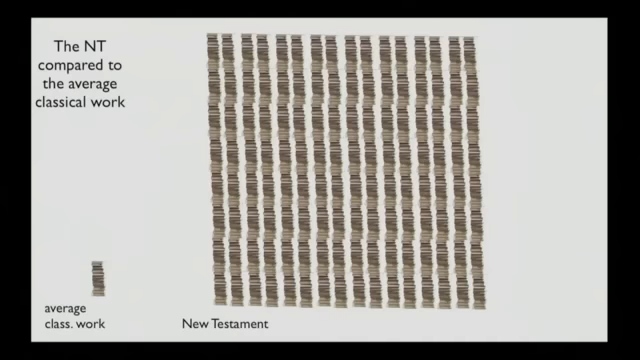 The NT
compared to
the average
classical work
average
class. work
New Testament